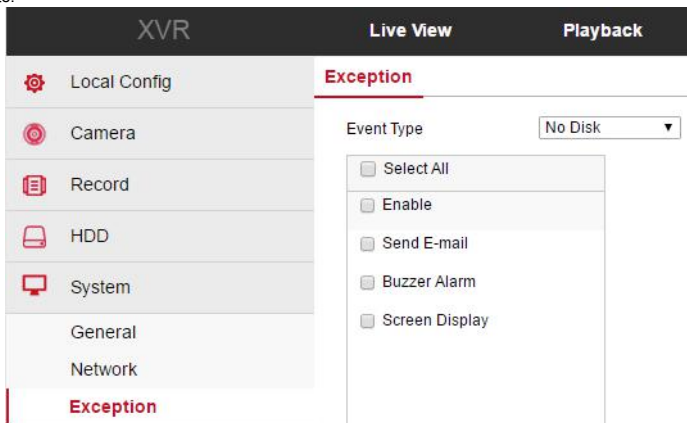 XVR
Live View
Playback
Local Config
Camera
Record
HDD
System
General
Network
Exception
Exception
Event Type
No Disk
Select All
Enable
Send E-mail
Buzzer Alarm
Screen Display